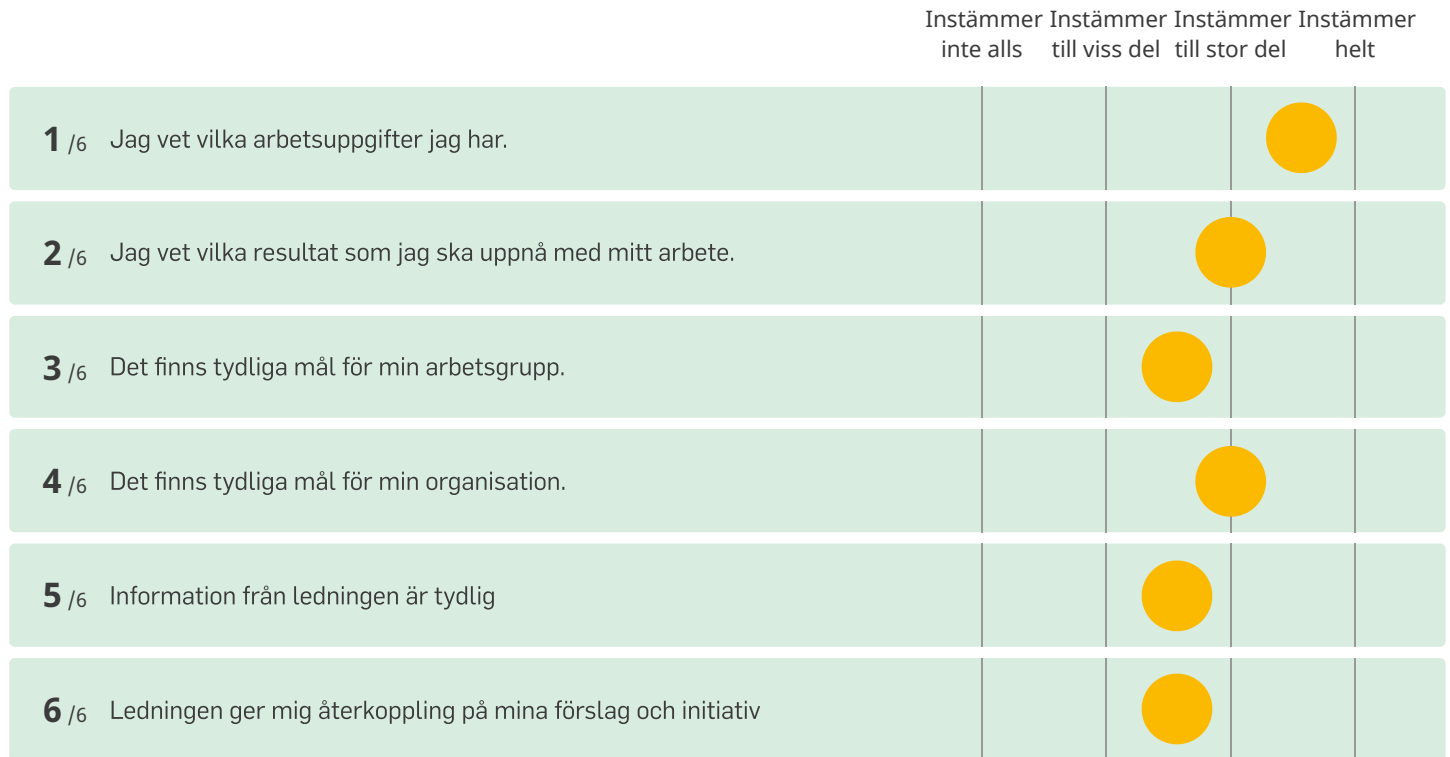 Instämmer Instämmer Instämmer Instämmer
inte alls till viss del till stor del helt
1 /6 Jag vet vilka arbetsuppgifter jag har.
2 /6 Jag vet vilka resultat som jag ska uppnå med mitt arbete.
3 /6 Det finns tydliga mål för min arbetsgrupp.
4 /6 Det finns tydliga mål för min organisation.
5 /6 Information från ledningen är tydlig
6 /6 Ledningen ger mig återkoppling på mina förslag och initiativ